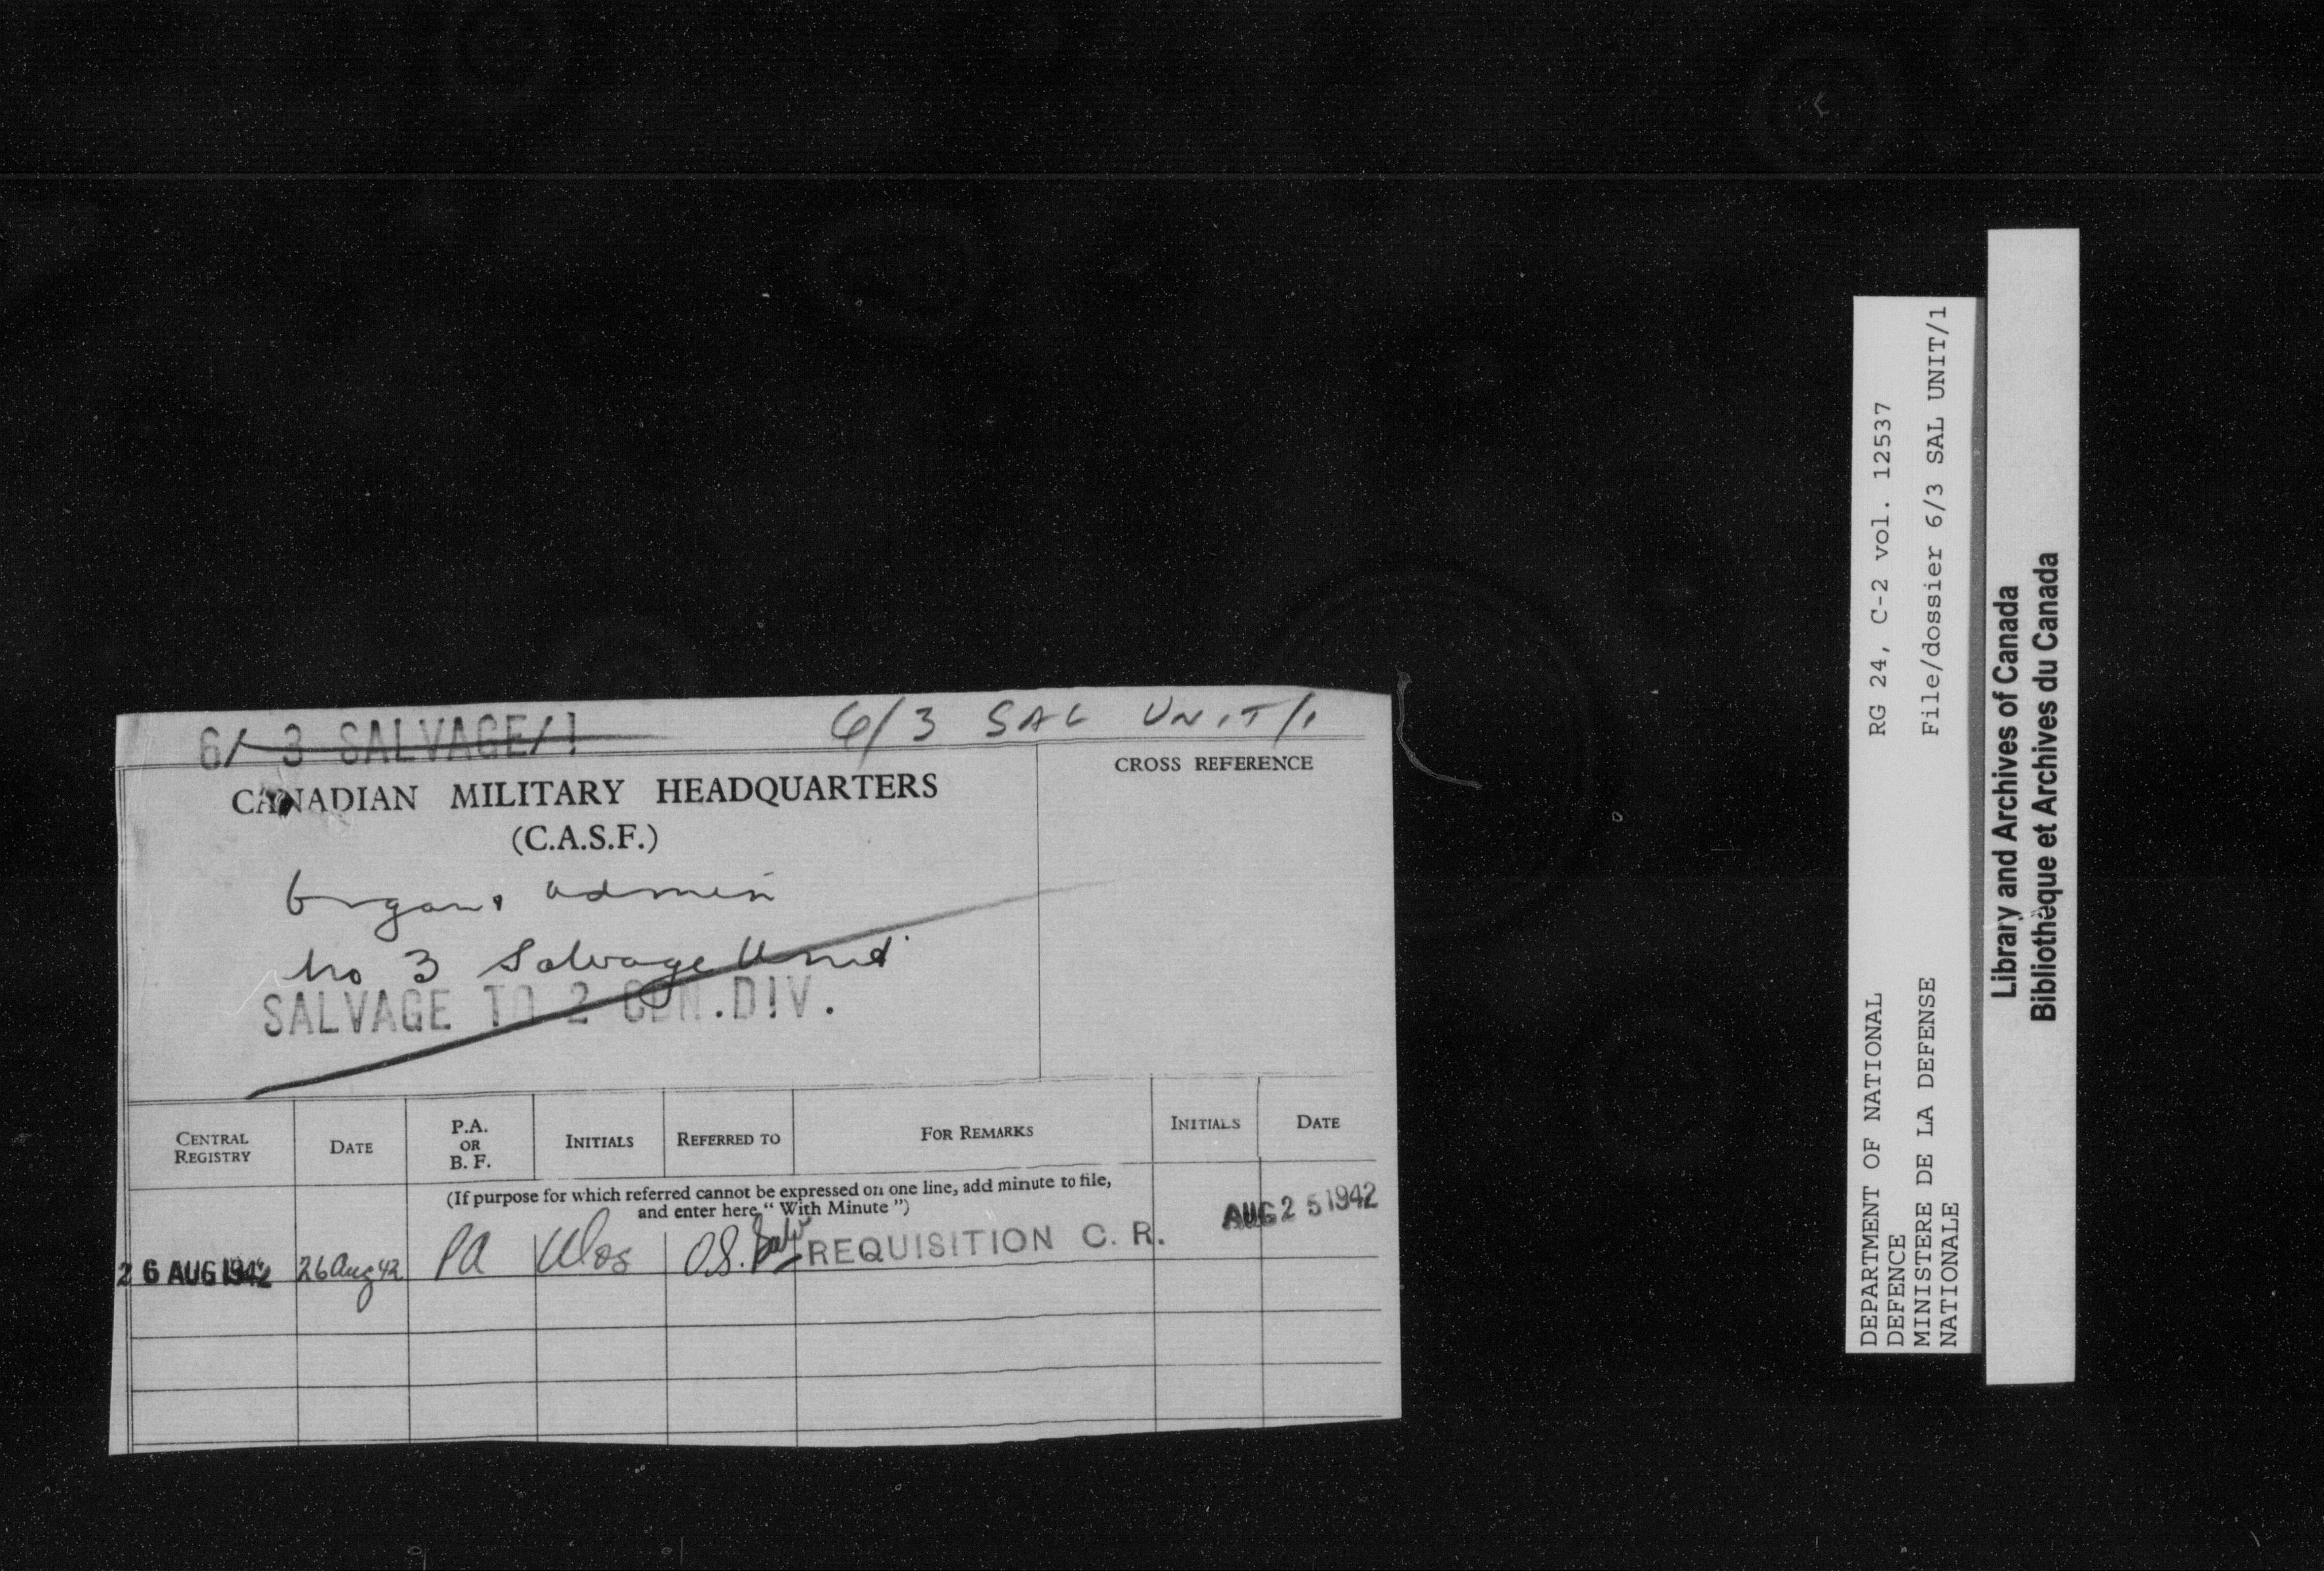 6/ 3 SALVAGE/1
6/3 SAL UNIT/1
CANADIAN MILITARY HEADQUARTERS
(C.A.S.F.)
CROSS REFERENCE
Organ. admin
No 3 Salvage Unit
SALVAGE TO 2 CDN.DIV.
CENTRAL REGISTRY
DATE
P.A. OR B. F.
INITIALS
REFERRED TO
FOR REMARKS
INITIALS
DATE
(If purpose for which referred cannot be expressed on one line, add minute to file,
and enter here "With Minute")
26 AUG 1942 26 Aug 42 PA REQUISITION C. R. AUG 25 1942
DEPARTMENT OF NATIONAL RG 24, C-2 vol. 12537
DEFENCE
MINISTERE DE LA DEFENSE File/dossier 6/3 SAL UNIT/1
NATIONALE
Library and Archives of Canada
Bibliothèque et Archives du Canada